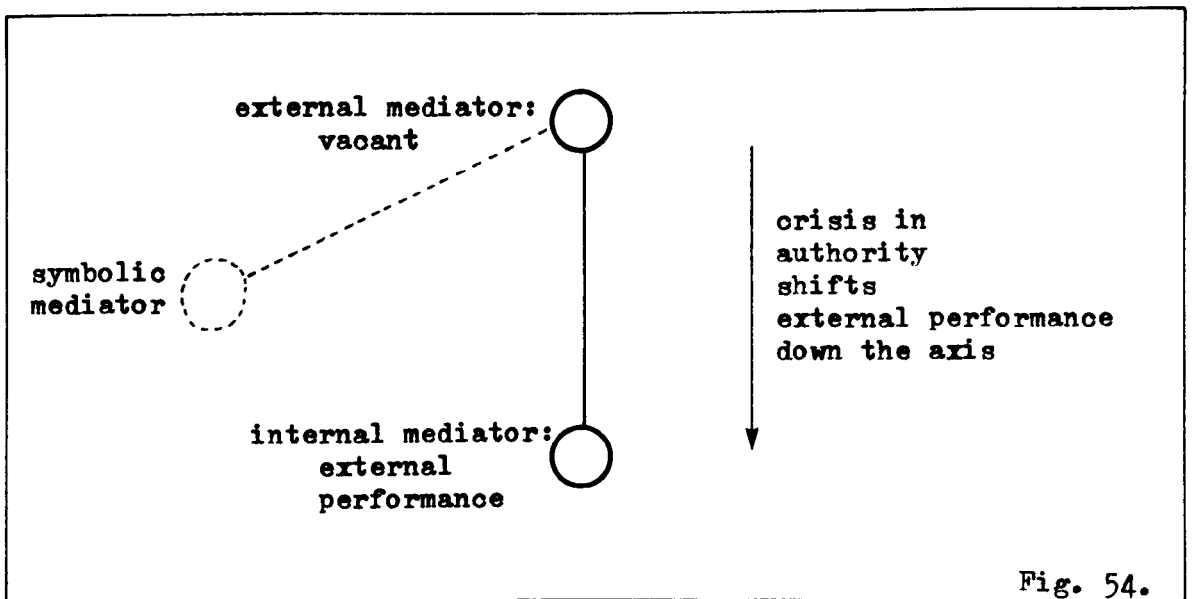 external mediator:
vacant
symbolic
mediator
crisis in
authority
shifts
external performance
down the axis
internal mediator:
external
performance
Fig. 54.